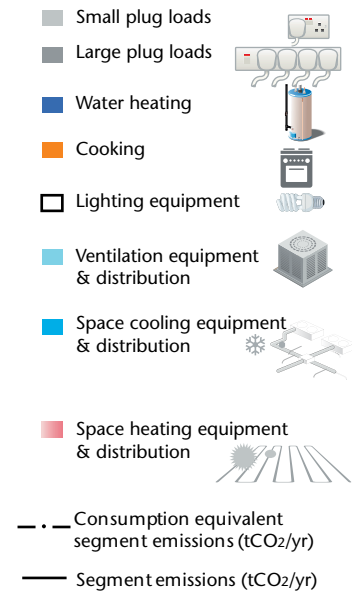 Small plug loads
Large plug loads
Water heating
Cooking
Lighting equipment
Ventilation equipment
& distribution
Space cooling equipment
& distribution
Space heating equipment
& distribution
Consumption equivalent
segment emissions (tCO2/yr)
Segment emissions (tCO2/yr)